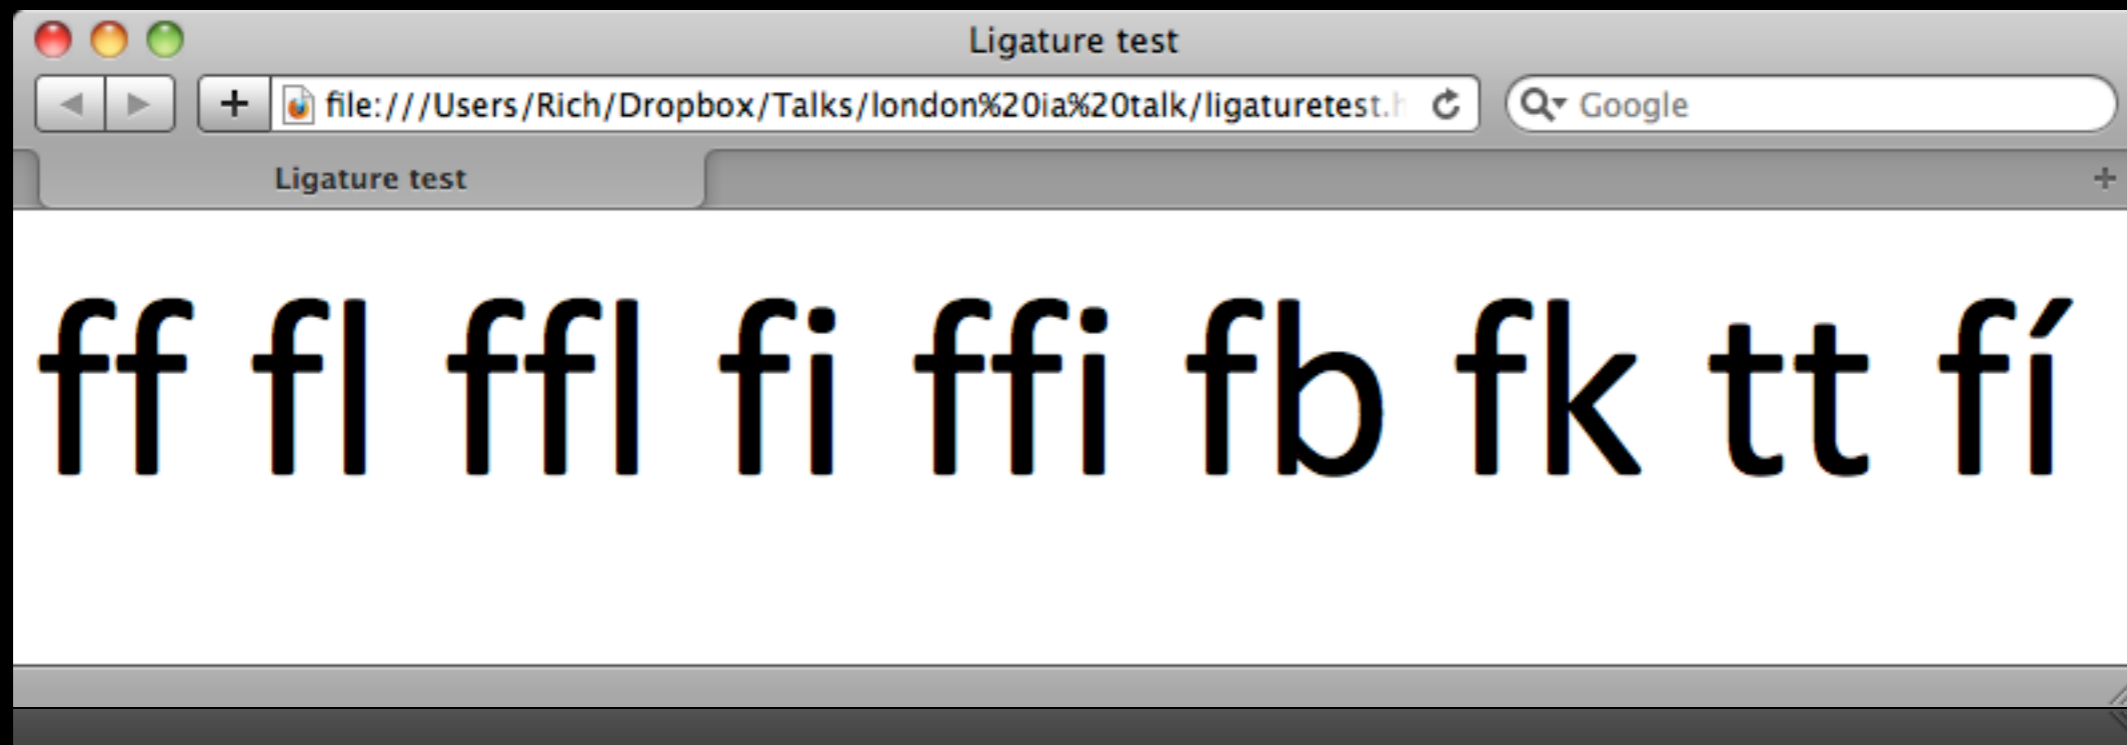 Ligature test
file:///Users/Rich/Dropbox/Talks/london%20ia%20talk/ligaturetest.h
Google
Ligature test
ff fl ffl fi ffi fb fk tt fí